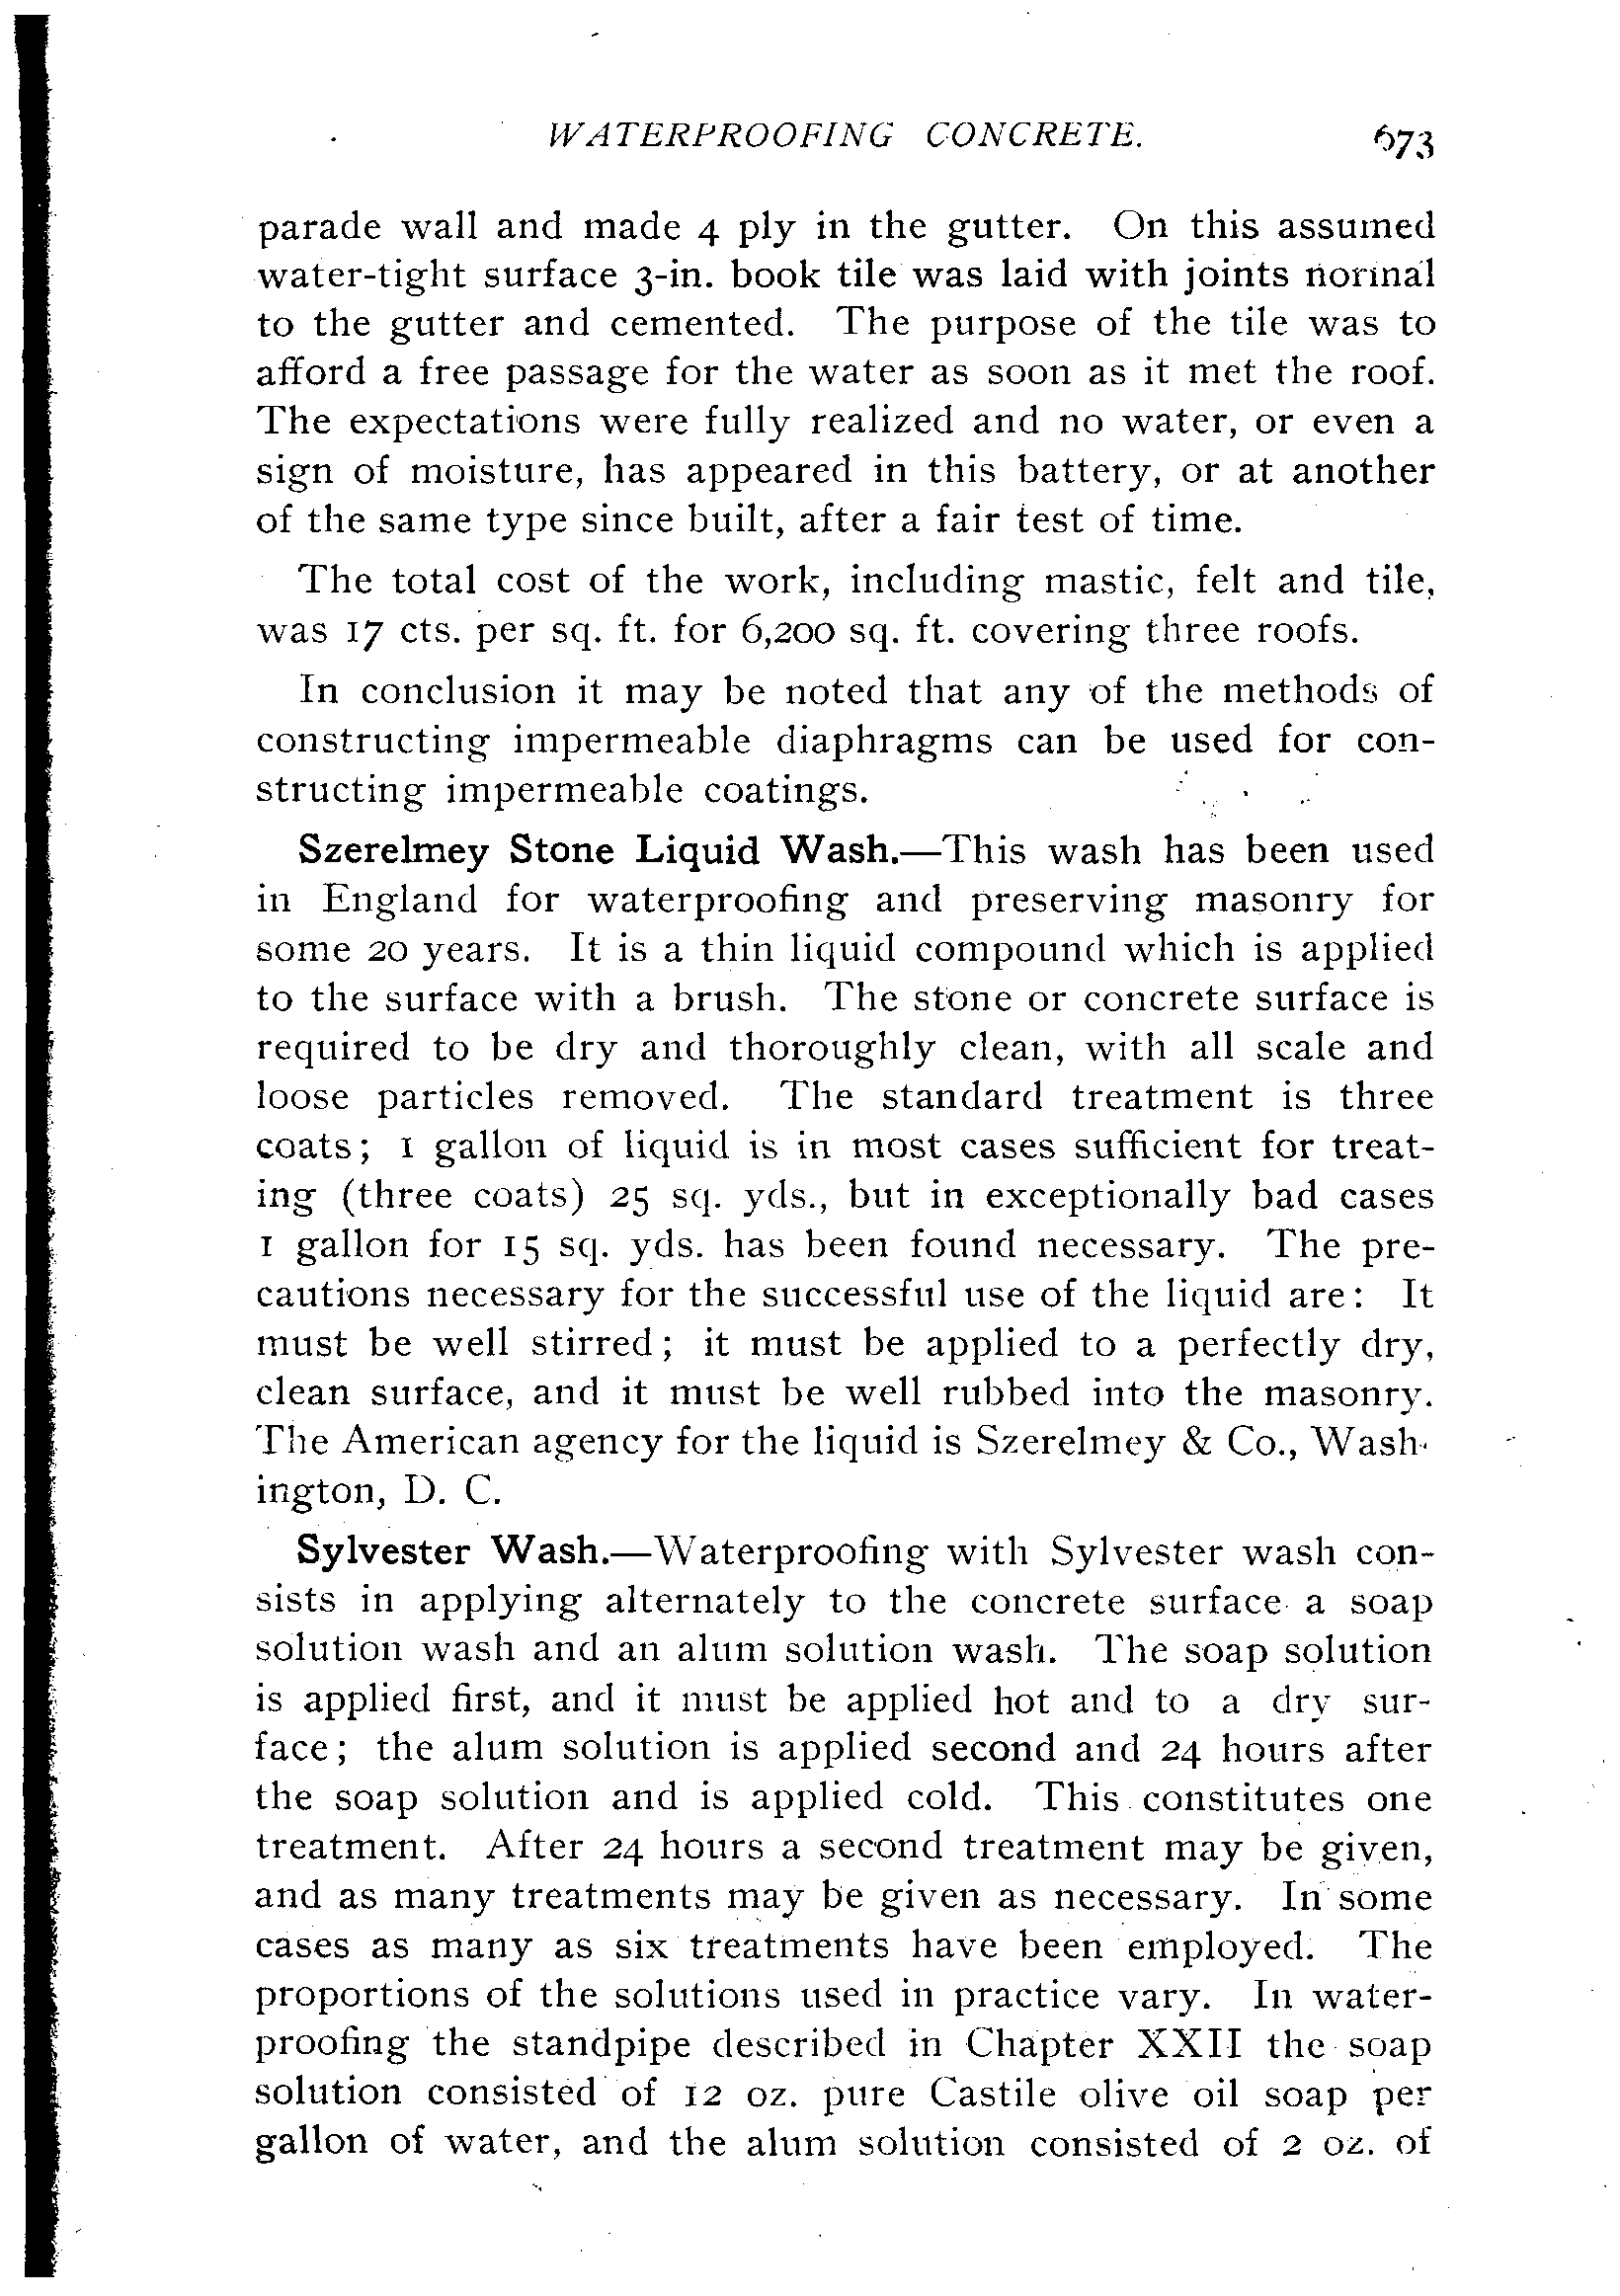 WATERPROOFING CONCRETE. 673
parade wall and made 4 ply in the gutter. On this assumed
water-tight surface 3-in. book tile was laid with joints normal
to the gutter and cemented. The purpose of the tile was to
afford a free passage for the water as soon as it met the roof.
The expectations were fully realized and no water, or even a
sign of moisture, has appeared in this battery, or at another
of the same type since built, after a fair test of time.
The total cost of the work, including mastic, felt and tile,
was 17 cts. per sq. ft. for 6,200 sq. ft. covering three roofs.
In conclusion it may be noted that any of the methods of
constructing impermeable diaphragms can be used for con-
structing impermeable coatings.
Szerelmey Stone Liquid Wash.—This wash has been used
in England for waterproofing and preserving masonry for
some 20 years. It is a thin liquid compound which is applied
to the surface with a brush. The stone or concrete surface is
required to be dry and thoroughly clean, with all scale and
loose particles removed. The standard treatment is three
coats; 1 gallon of liquid is in most cases sufficient for treat-
ing (three coats) 25 sq. yds., but in exceptionally bad cases
1 gallon for 15 sq. yds. has been found necessary. The pre-
cautions necessary for the successful use of the liquid are: It
must be well stirred; it must be applied to a perfectly dry,
clean surface, and it must be well rubbed into the masonry.
The American agency for the liquid is Szerelmey & Co., Wash-
ington, D. C.
Sylvester Wash.—Waterproofing with Sylvester wash con-
sists in applying alternately to the concrete surface a soap
solution wash and an alum solution wash. The soap solution
is applied first, and it must be applied hot and to a dry sur-
face; the alum solution is applied second and 24 hours after
the soap solution and is applied cold. This constitutes one
treatment. After 24 hours a second treatment may be given,
and as many treatments may be given as necessary. In some
cases as many as six treatments have been employed. The
proportions of the solutions used in practice vary. In water-
proofing the standpipe described in Chapter XXII the soap
solution consisted of 12 oz. pure Castile olive oil soap per
gallon of water, and the alum solution consisted of 2 oz. of